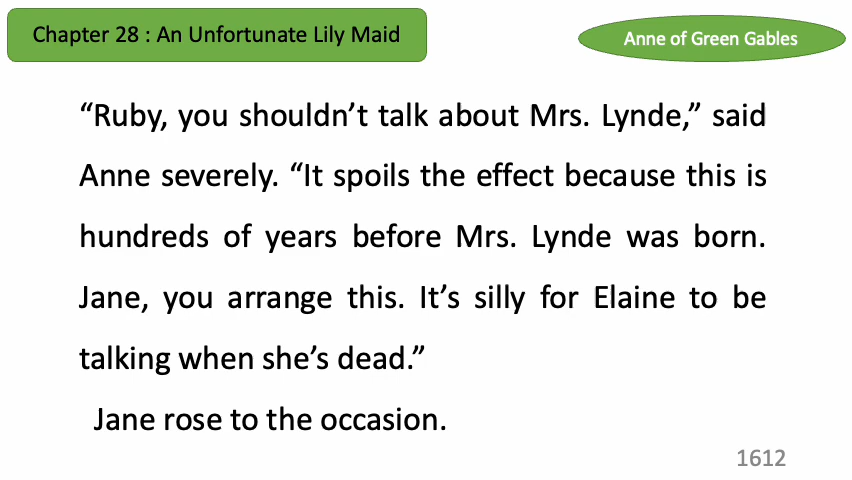 Chapter 28 : An Unfortunate Lily Maid
Anne of Green Gables
“Ruby, you shouldn’t talk about Mrs. Lynde,” said
Anne severely. “It spoils the effect because this is
hundreds of years before Mrs. Lynde was born.
Jane, you arrange this. It’s silly for Elaine to be
talking when she’s dead.”
Jane rose to the occasion.
1612